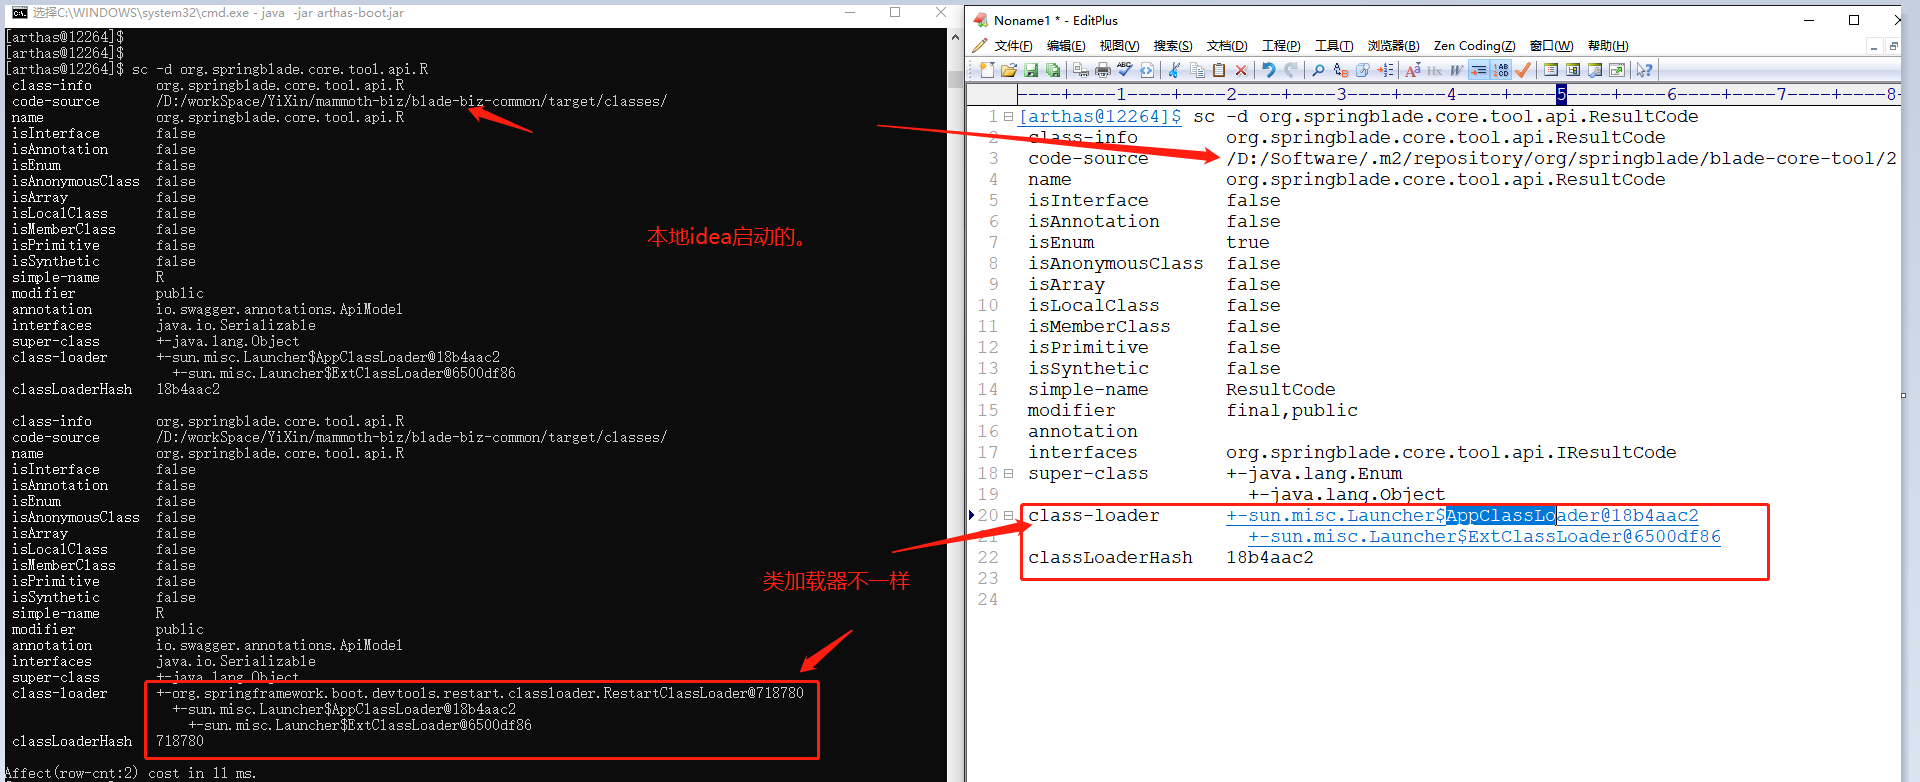 选择C:\WINDOWS\system32\cmd.exe - java  -jar arthas-boot.jar
[arthas@12264]$
[arthas@12264]$
[arthas@12264]$ sc -d org.springblade.core.tool.api.R
class-info org.springblade.core.tool.api.R
code-source /D:/workSpace/YiXin/mammoth-biz/blade-biz-common/target/classes/
name org.springblade.core.tool.api.R
isInterface false
isAnnotation false
isEnum false
isAnonymousClass false
isArray false
isLocalClass false
isMemberClass false
isPrimitive false
isSynthetic false
simple-name R
modifier public
annotation io.swagger.annotations.ApiModel
interfaces java.io.Serializable
super-class +-java.lang.Object
class-loader +-sun.misc.Launcher$AppClassLoader@18b4aac2
+-sun.misc.Launcher$ExtClassLoader@6500df86
classLoaderHash 18b4aac2
class-info org.springblade.core.tool.api.R
code-source /D:/workSpace/YiXin/mammoth-biz/blade-biz-common/target/classes/
name org.springblade.core.tool.api.R
isInterface false
isAnnotation false
isEnum false
isAnonymousClass false
isArray false
isLocalClass false
isMemberClass false
isPrimitive false
isSynthetic false
simple-name R
modifier public
annotation io.swagger.annotations.ApiModel
interfaces java.io.Serializable
super-class +-java.lang.Object
class-loader +-org.springframework.boot.devtools.restart.classloader.RestartClassLoader@718780
+-sun.misc.Launcher$AppClassLoader@18b4aac2
+-sun.misc.Launcher$ExtClassLoader@6500df86
classLoaderHash 718780
Affect(row-cnt:2) cost in 11 ms.
本地idea启动的。
类加载器不一样
Noname1 * - EditPlus
文件(F) 编辑(E) 视图(V) 搜索(S) 文档(D) 工程(P) 工具(T) 浏览器(B) Zen Coding(Z) 窗口(W) 帮助(H)
----+----1----+----2----+----3----+----4----+----5----+----6----+----7----+----8-
1 [arthas@12264]$ sc -d org.springblade.core.tool.api.ResultCode
2 class-info org.springblade.core.tool.api.ResultCode
3 code-source /D:/Software/.m2/repository/org/springblade/blade-core-tool/2
4 name org.springblade.core.tool.api.ResultCode
5 isInterface false
6 isAnnotation false
7 isEnum true
8 isAnonymousClass false
9 isArray false
10 isLocalClass false
11 isMemberClass false
12 isPrimitive false
13 isSynthetic false
14 simple-name ResultCode
15 modifier final,public
16 annotation
17 interfaces org.springblade.core.tool.api.IResultCode
18 super-class +-java.lang.Enum
19 +-java.lang.Object
20 class-loader +-sun.misc.Launcher$AppClassLoader@18b4aac2
21 +-sun.misc.Launcher$ExtClassLoader@6500df86
22 classLoaderHash 18b4aac2
23
24